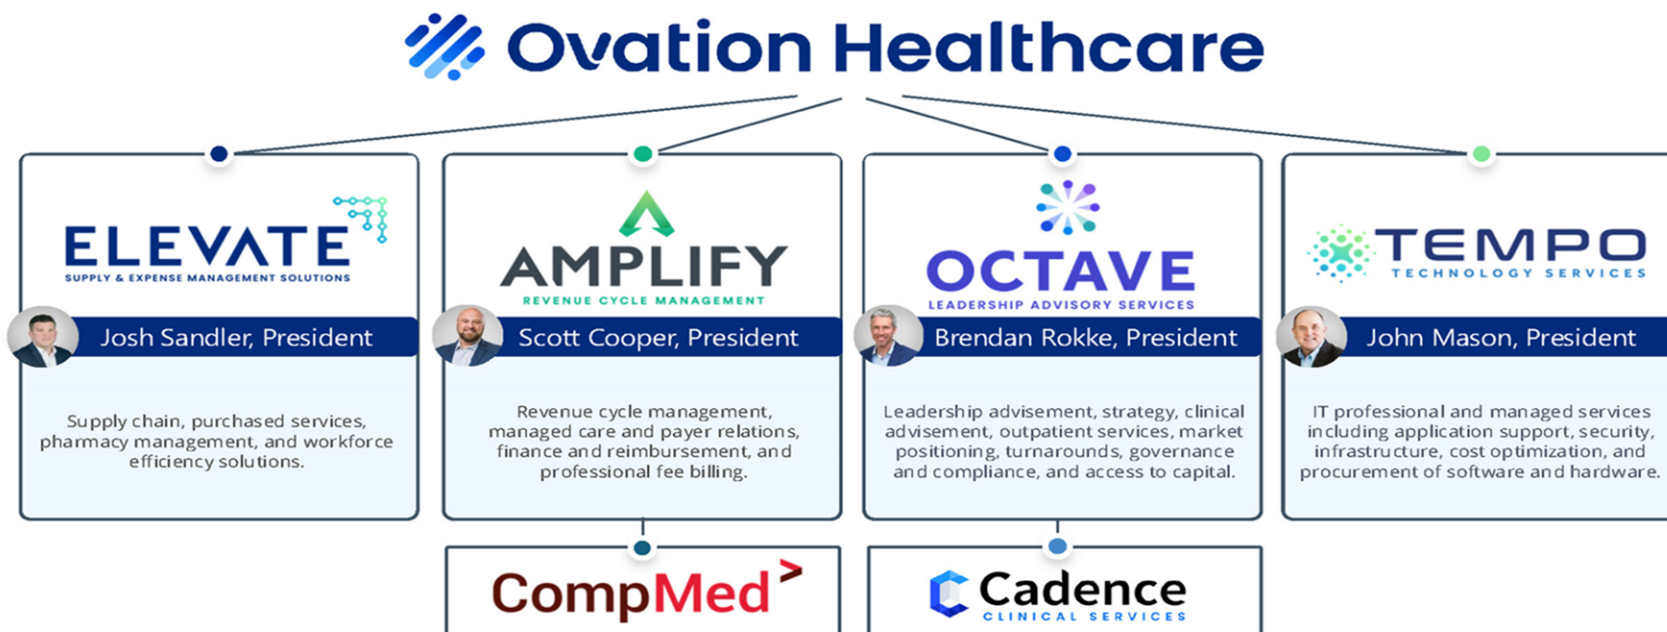 Ovation Healthcare
ELEVATE
SUPPLY & EXPENSE MANAGEMENT SOLUTIONS
Josh Sandler, President
Supply chain, purchased services,
pharmacy management, and workforce
efficiency solutions.
AMPLIFY
REVENUE CYCLE MANAGEMENT
Scott Cooper, President
Revenue cycle management,
managed care and payer relations,
finance and reimbursement, and
professional fee billing.
OCTAVE
LEADERSHIP ADVISORY SERVICES
Brendan Rokke, President
Leadership advisement, strategy, clinical
advisement, outpatient services, market
positioning, turnarounds, governance
and compliance, and access to capital.
TEMPO
TECHNOLOGY SERVICES
John Mason, President
IT professional and managed services
including application support, security,
infrastructure, cost optimization, and
procurement of software and hardware.
CompMed
Cadence
CLINICAL SERVICES